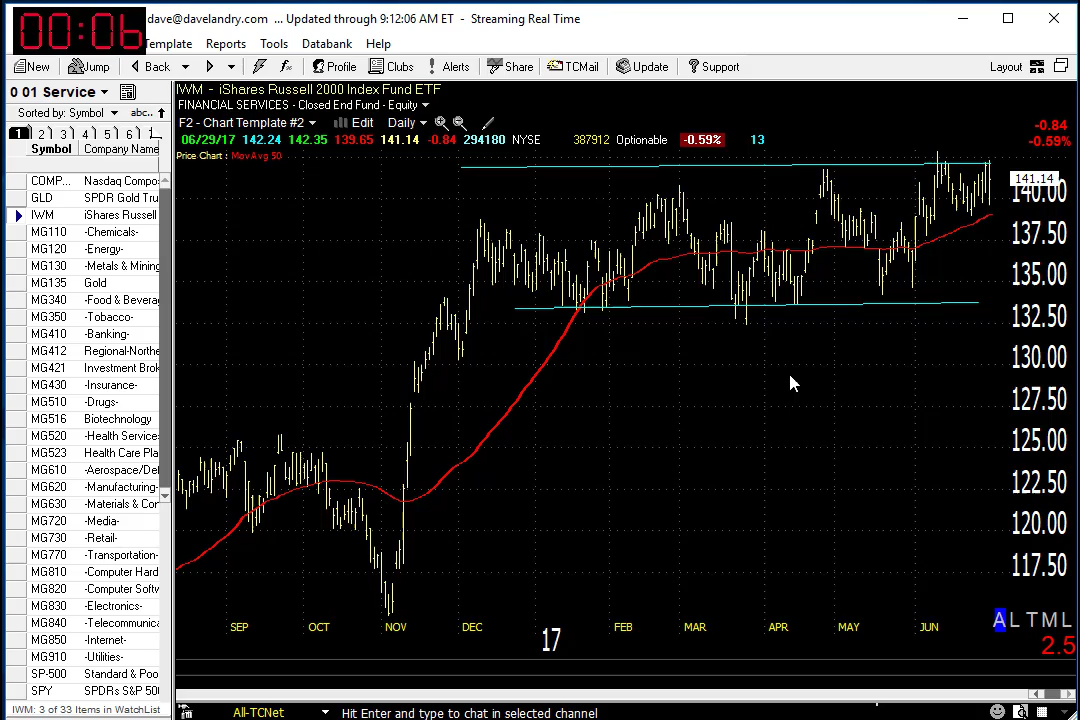 00:06
dave@davelandry.com ... Updated through 9:12:06 AM ET - Streaming Real Time
Template Reports Tools Databank Help
New Jump Back Profile Clubs Alerts Share TCMail Update Support Layout
0 01 Service
Sorted by: Symbol abc..
1 2 3 4 5 6 1
Symbol Company Name
COMP... Nasdaq Compo
GLD SPDR Gold Tru
IWM iShares Russell
MG110 -Chemicals-
MG120 -Energy-
MG130 -Metals & Mining
MG135 Gold
MG340 -Food & Bevera
MG350 -Tobacco-
MG410 -Banking-
MG412 Regional-Northe
MG421 Investment Brok
MG430 -Insurance-
MG510 -Drugs-
MG516 Biotechnology
MG520 -Health Service
MG523 Health Care Pla
MG610 -Aerospace/Def
MG620 -Manufacturing-
MG630 -Materials & Con
MG720 -Media-
MG730 -Retail-
MG770 -Transportation-
MG810 -Computer Hard
MG820 -Computer Softw
MG830 -Electronics-
MG840 -Telecommunica
MG850 -Internet-
MG910 -Utilities-
SP-500 Standard & Poo
SPY SPDRs S&P 500
IWM: 3 of 33 Items in WatchList
IWM - iShares Russell 2000 Index Fund ETF
FINANCIAL SERVICES - Closed End Fund - Equity
F2 - Chart Template #2 Edit Daily
06/29/17 142.24 142.35 139.65 141.14 -0.84 294180 NYSE 387912 Optionable -0.59% 13
-0.84
-0.59%
Price Chart : MovAvg 50
141.14
140.00
137.50
135.00
132.50
130.00
127.50
125.00
122.50
120.00
117.50
SEP OCT NOV DEC 17 FEB MAR APR MAY JUN
A L T M L
2.5
All-TCNet Hit Enter and type to chat in selected channel